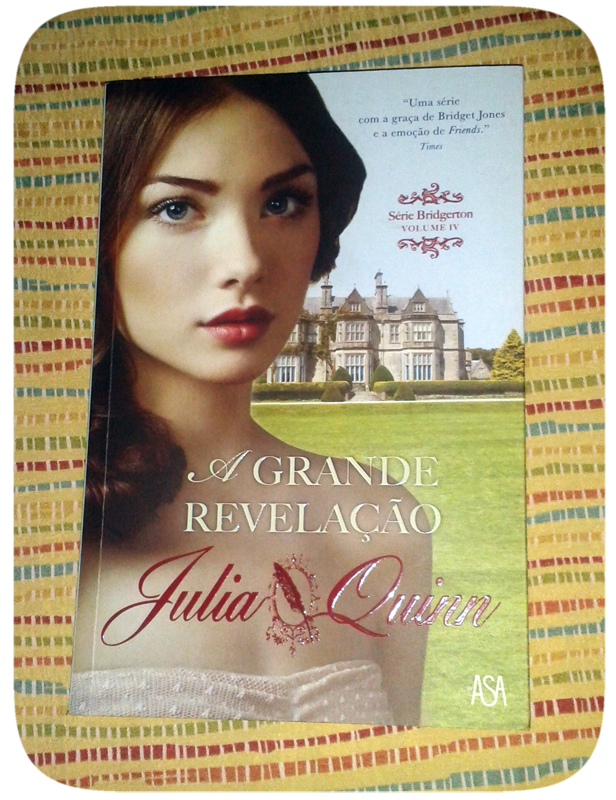 “Uma série
com a graça de Bridget Jones
e a emoção de Friends.”
Times
Série Bridgerton
VOLUME IV
A GRANDE
REVELAÇÃO
Julia Quinn
ASA